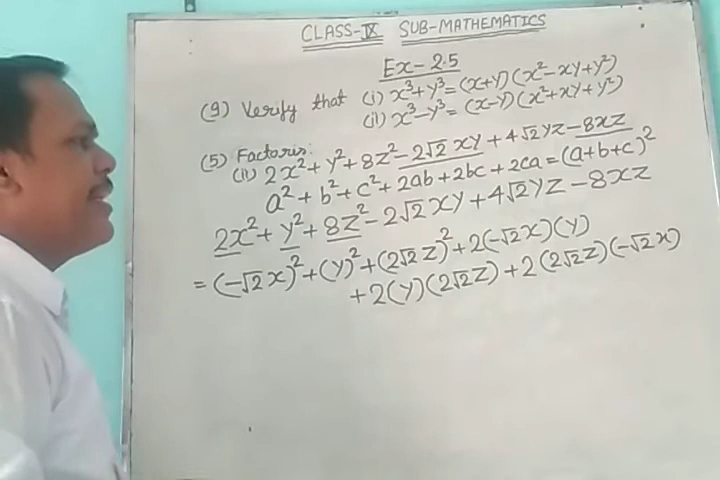 CLASS-IX SUB-MATHEMATICS
Ex-2.5
(9) Verify that (i) x³+y³=(x+y)(x²-xy+y²)
(ii) x³-y³=(x-y)(x²+xy+y²)
(5) Factoris:
(ii) 2x²+y²+8z²-2√2xy+4√2yz-8xz
a²+b²+c²+2ab+2bc+2ca=(a+b+c)²
2x²+y²+8z²-2√2xy+4√2yz-8xz
=(-√2x)²+(y)²+(2√2z)²+2(-√2x)(y)
+2(y)(2√2z)+2(2√2z)(-√2x)